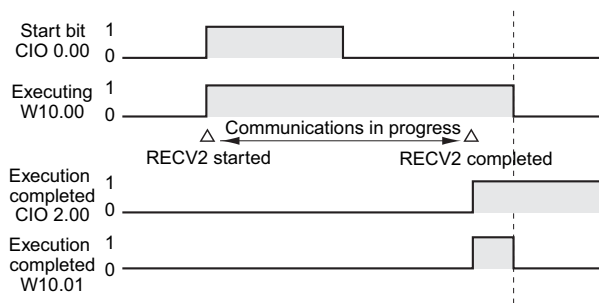 Start bit
CIO 0.00
1
0
Executing
W10.00
1
0
Communications in progress
RECV2 started
RECV2 completed
Execution
completed
CIO 2.00
1
0
Execution
completed
W10.01
1
0